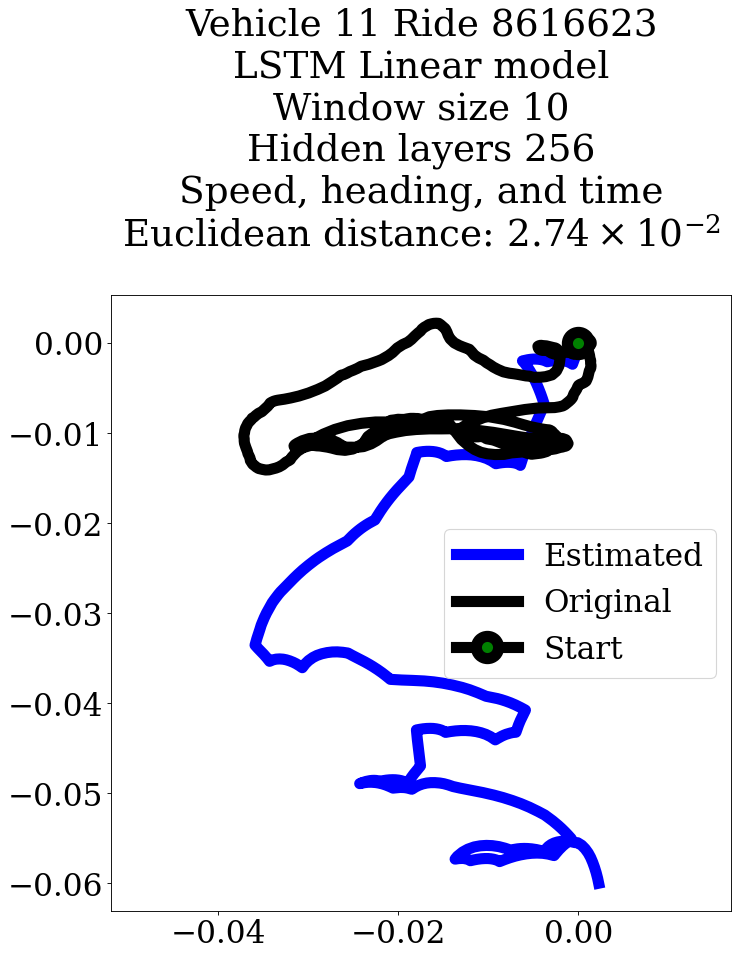 Vehicle 11 Ride 8616623
LSTM Linear model
Window size 10
Hidden layers 256
Speed, heading, and time
Euclidean distance: 2.74 × 10⁻²
0.00
−0.01
−0.02
−0.03
−0.04
−0.05
−0.06
Estimated
Original
Start
−0.04 −0.02 0.00